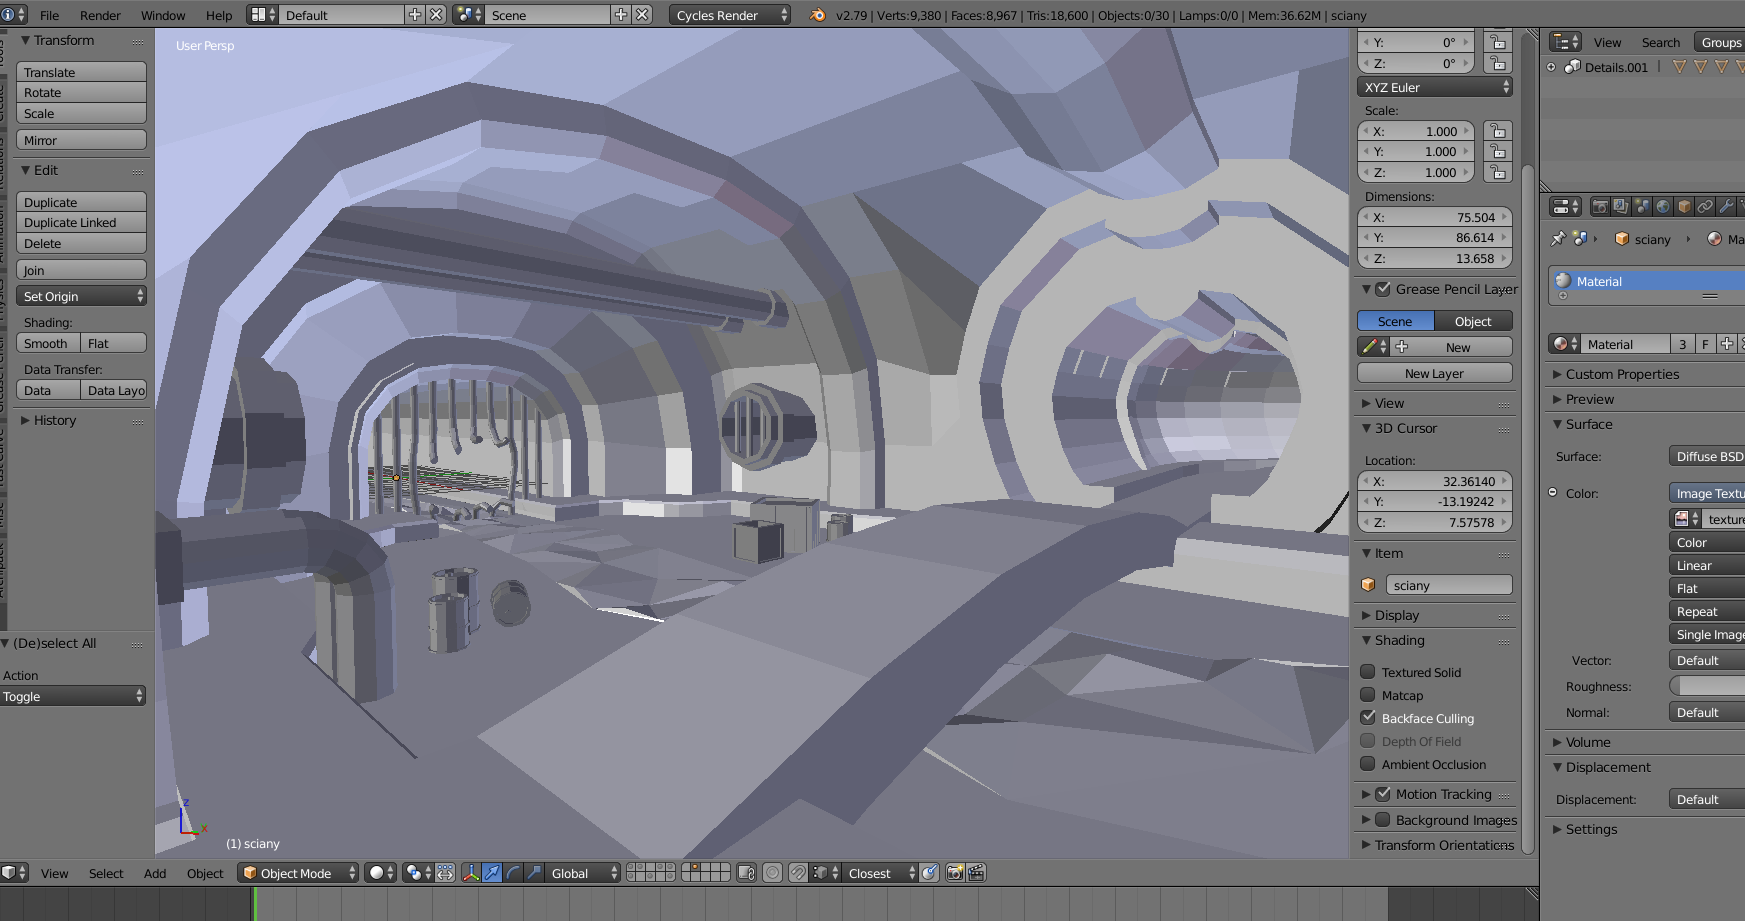 File Render Window Help Default Scene Cycles Render v2.79 | Verts:9,380 | Faces:8,967 | Tris:18,600 | Objects:0/30 | Lamps:0/0 | Mem:36.62M | sciany
Transform
Translate
Rotate
Scale
Mirror
Edit
Duplicate
Duplicate Linked
Delete
Join
Set Origin
Shading:
Smooth Flat
Data Transfer:
Data Data Layo
History
(De)select All
Action
Toggle
User Persp
z
x
(1) sciany
Y: 0°
Z: 0°
XYZ Euler
Scale:
X: 1.000
Y: 1.000
Z: 1.000
Dimensions:
X: 75.504
Y: 86.614
Z: 13.658
Grease Pencil Layer
Scene Object
New
New Layer
View
3D Cursor
Location:
X: 32.36140
Y: -13.19242
Z: 7.57578
Item
sciany
Display
Shading
Textured Solid
Matcap
Backface Culling
Depth Of Field
Ambient Occlusion
Motion Tracking
Background Images
Transform Orientations
View Search Groups
Details.001
sciany Ma
Material
Material 3 F
Custom Properties
Preview
Surface
Surface: Diffuse BSD
Color: Image Textu
texture
Color
Linear
Flat
Repeat
Single Image
Vector: Default
Roughness:
Normal: Default
Volume
Displacement
Displacement: Default
Settings
View Select Add Object Object Mode Global Closest